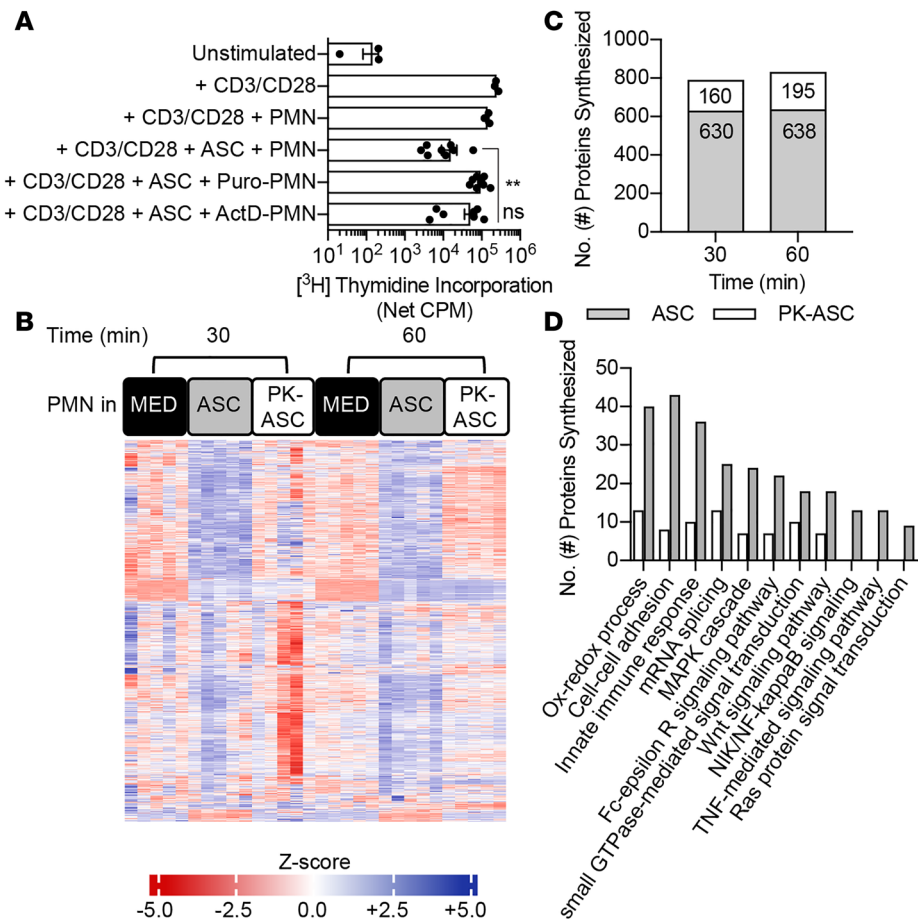 A
Unstimulated
+ CD3/CD28
+ CD3/CD28 + PMN
+ CD3/CD28 + ASC + PMN
+ CD3/CD28 + ASC + Puro-PMN
+ CD3/CD28 + ASC + ActD-PMN
**
ns
10¹ 10² 10³ 10⁴ 10⁵ 10⁶
[³H] Thymidine Incorporation
(Net CPM)
B
Time (min) 30 60
PMN in MED ASC PK-ASC MED ASC PK-ASC
Z-score
-5.0 -2.5 0.0 +2.5 +5.0
C
No. (#) Proteins Synthesized
1000
800
600
400
200
0
160 195
630 638
30 60
Time (min)
ASC PK-ASC
D
No. (#) Proteins Synthesized
50
40
30
20
10
0
Ox-redox process
Cell-cell adhesion
Innate immune response
mRNA splicing
MAPK cascade
Fc-epsilon R signaling pathway
small GTPase-mediated signal transduction
Wnt signaling pathway
NIK/NF-kappaB signaling
TNF-mediated signaling pathway
Ras protein signal transduction